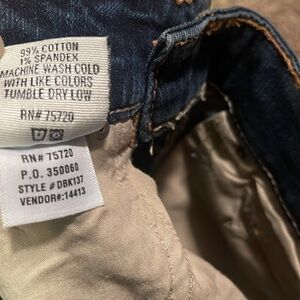 99% COTTON
1% SPANDEX
MACHINE WASH COLD
WITH LIKE COLORS
TUMBLE DRY LOW
RN# 75720
RN# 75720
P.O. 350060
STYLE # DBK137
VENDOR#:14413